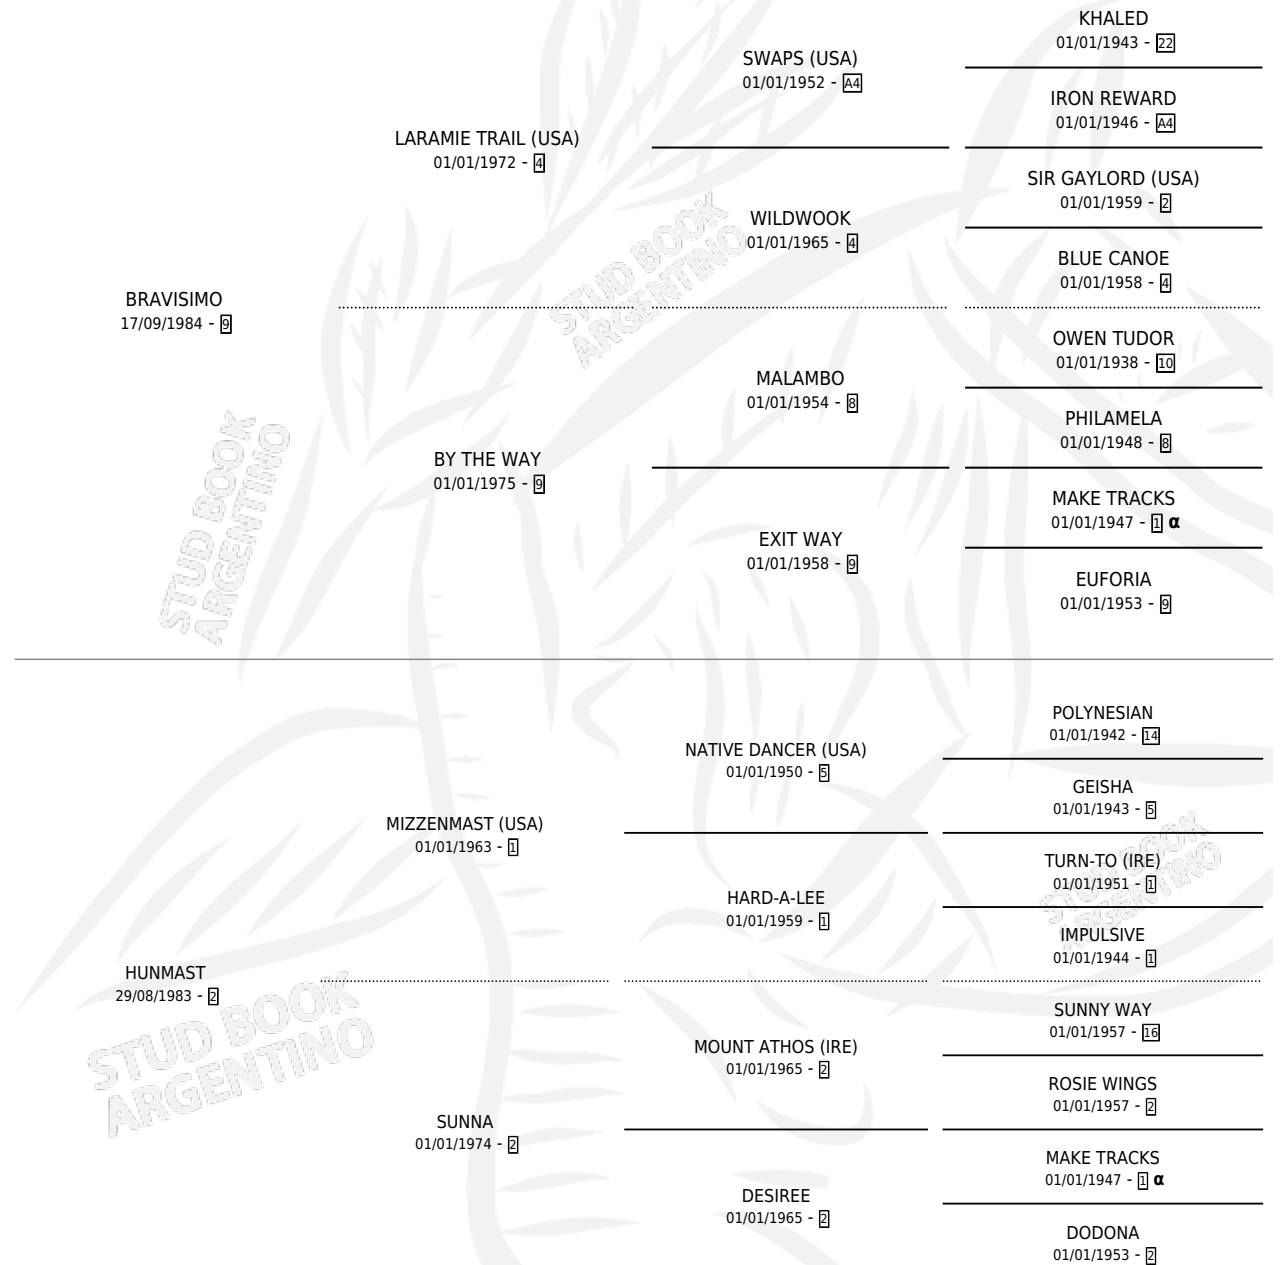 KHALED
01/01/1943 - 22
SWAPS (USA)
01/01/1952 - A4
IRON REWARD
01/01/1946 - A4
LARAMIE TRAIL (USA)
01/01/1972 - 4
SIR GAYLORD (USA)
01/01/1959 - 2
WILDWOOK
01/01/1965 - 4
BLUE CANOE
01/01/1958 - 4
BRAVISIMO
17/09/1984 - 9
OWEN TUDOR
01/01/1938 - 10
MALAMBO
01/01/1954 - 8
PHILAMELA
01/01/1948 - 8
BY THE WAY
01/01/1975 - 9
MAKE TRACKS
01/01/1947 - 1 α
EXIT WAY
01/01/1958 - 9
EUFORIA
01/01/1953 - 9
STUD BOOK
ARGENTINO
STUD BOOK
ARGENTINO
POLYNESIAN
01/01/1942 - 14
NATIVE DANCER (USA)
01/01/1950 - 5
GEISHA
01/01/1943 - 5
MIZZENMAST (USA)
01/01/1963 - 1
TURN-TO (IRE)
01/01/1951 - 1
HARD-A-LEE
01/01/1959 - 1
IMPULSIVE
01/01/1944 - 1
HUNMAST
29/08/1983 - 2
SUNNY WAY
01/01/1957 - 16
MOUNT ATHOS (IRE)
01/01/1965 - 2
ROSIE WINGS
01/01/1957 - 2
SUNNA
01/01/1974 - 2
MAKE TRACKS
01/01/1947 - 1 α
DESIREE
01/01/1965 - 2
DODONA
01/01/1953 - 2
STUD BOOK
ARGENTINO
STUD BOOK
ARGENTINO